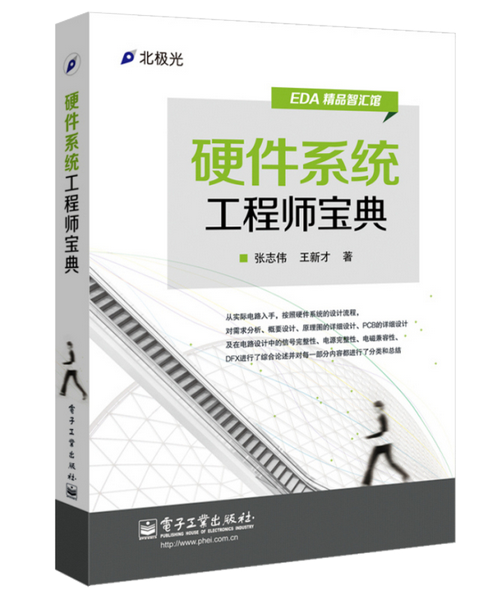 北极光
EDA 精品智汇馆
硬件系统
工程师宝典
张志伟 王新才 著
从实际电路入手，按照硬件系统的设计流程，
对需求分析、概要设计、原理图的详细设计、PCB的详细设计
及在电路设计中的信号完整性、电源完整性、电磁兼容性、
DFX进行了综合论述并对每一部分内容都进行了分类和总结
电子工業出版社
http://www.phei.com.cn
硬件系统工程师宝典
电子工業出版社